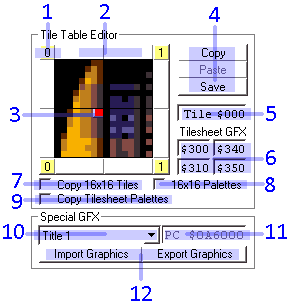 1 2 4
Tile Table Editor
0 1
Copy
Paste
Save
3
Tile $000 5
Tilesheet GFX
$300 $340
$310 $350 6
0 1
7 Copy 16x16 Tiles 16x16 Palettes 8
9 Copy Tilesheet Palettes
Special GFX
10 Title 1 PC $0A6000 11
Import Graphics Export Graphics
12